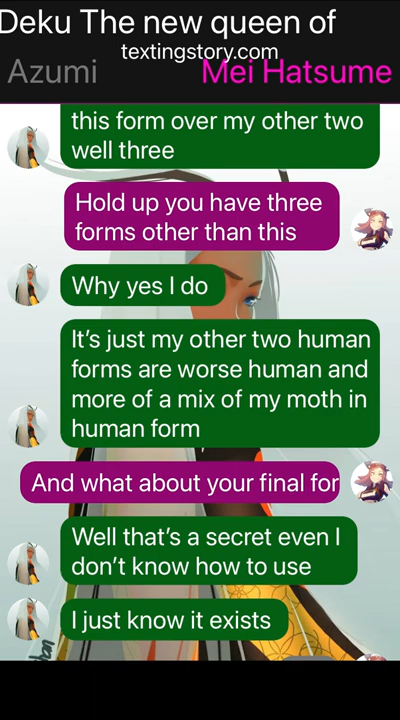 Deku The new queen of
textingstory.com
Azumi
Mei Hatsume
this form over my other two
well three
Hold up you have three
forms other than this
Why yes I do
It's just my other two human
forms are worse human and
more of a mix of my moth in
human form
And what about your final for
Well that's a secret even I
don't know how to use
I just know it exists